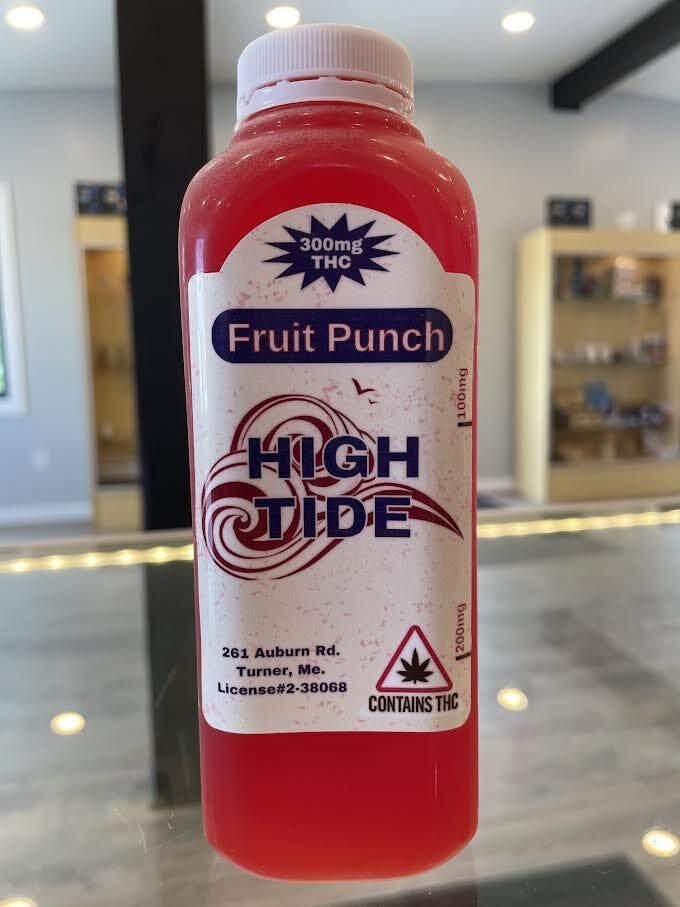 300mg
THC
Fruit Punch
100mg
HIGH
TIDE
200mg
261 Auburn Rd.
Turner, Me.
License#2-38068
CONTAINS THC